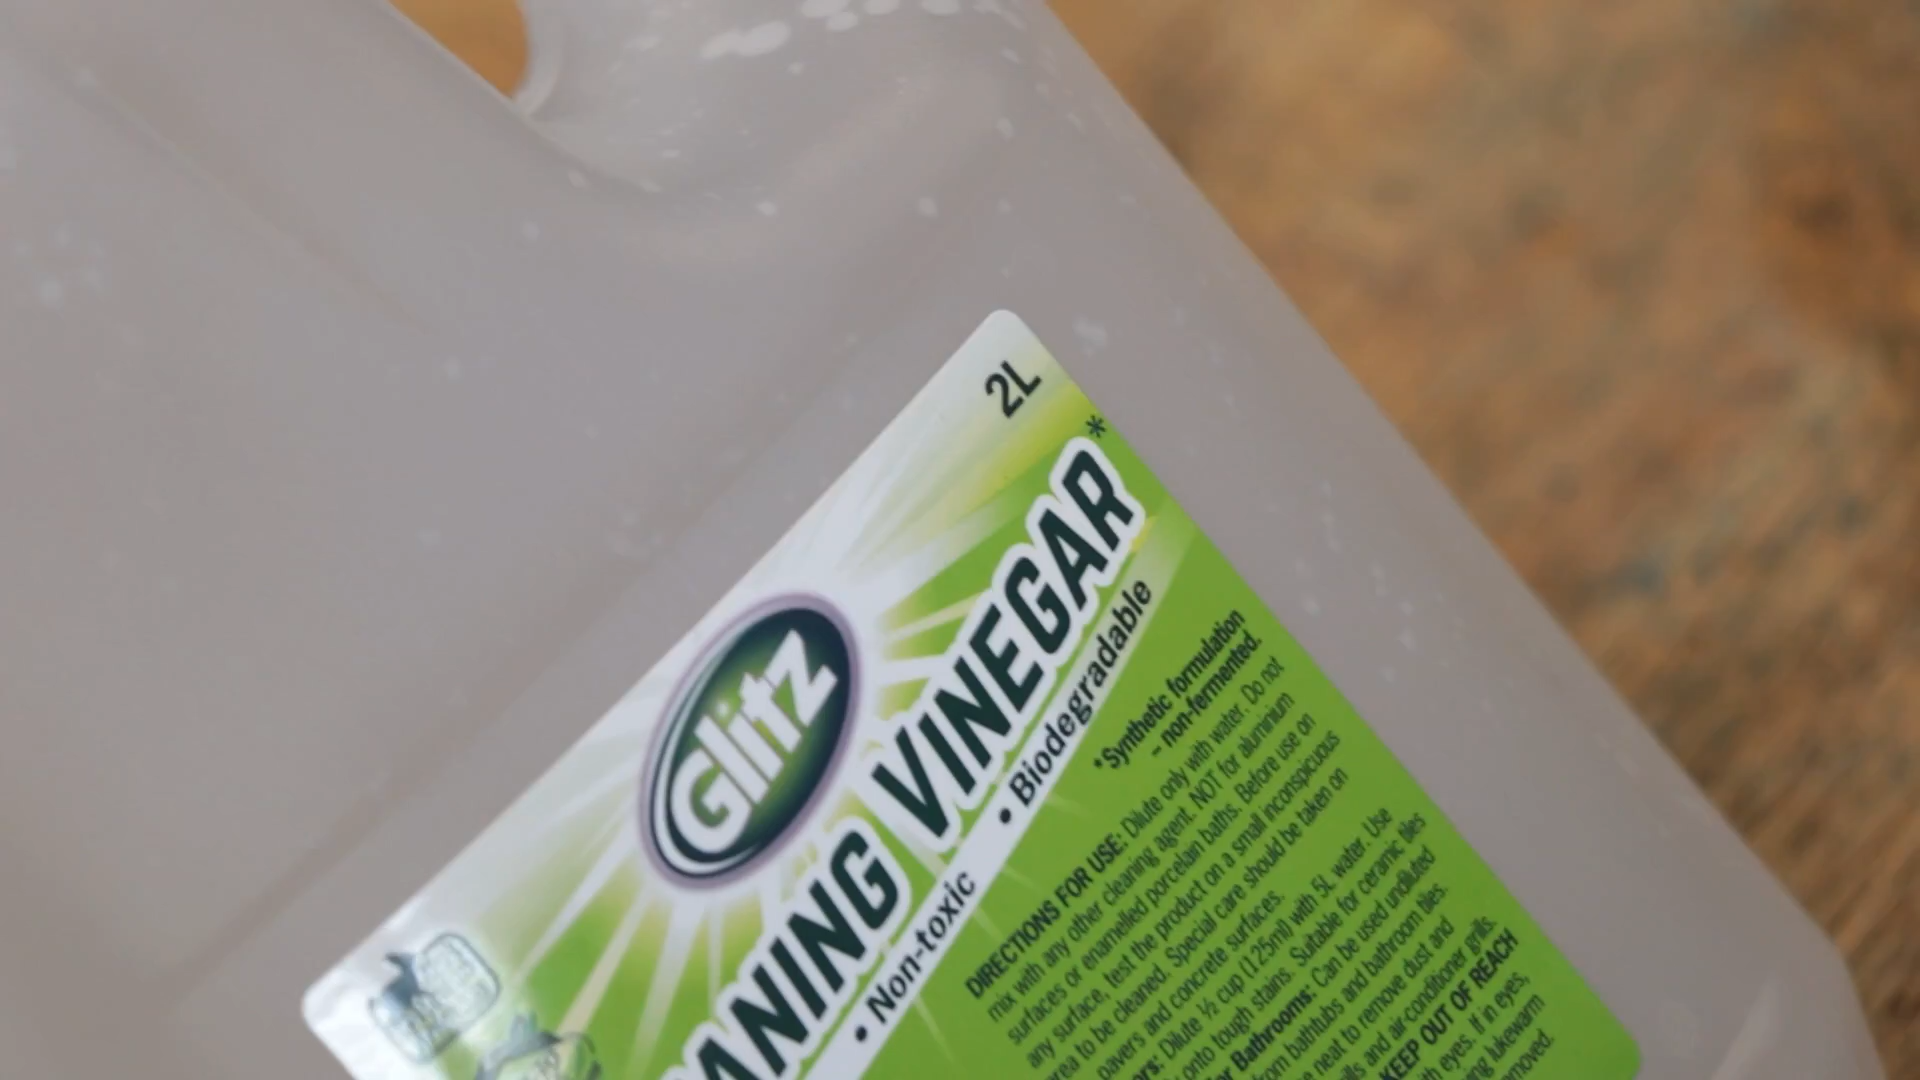 2L
Glitz
VINEGAR*
• Non-toxic • Biodegradable
*Synthetic formulation
– non-fermented.
DIRECTIONS FOR USE: Dilute only with water. Do not
mix with any other cleaning agent. NOT for aluminium
surfaces or enamelled porcelain baths. Before use on
any surface, test the product on a small inconspicuous
area to be cleaned. Special care should be taken on
pavers and concrete surfaces.
Dilute ½ cup (125ml) with 5L water. Use
onto tough stains. Suitable for ceramic tiles
Bathrooms: Can be used undiluted
from bathtubs and bathroom tiles.
neat to remove dust and
and air-conditioner grills.
KEEP OUT OF REACH
eyes. If in eyes,
lukewarm